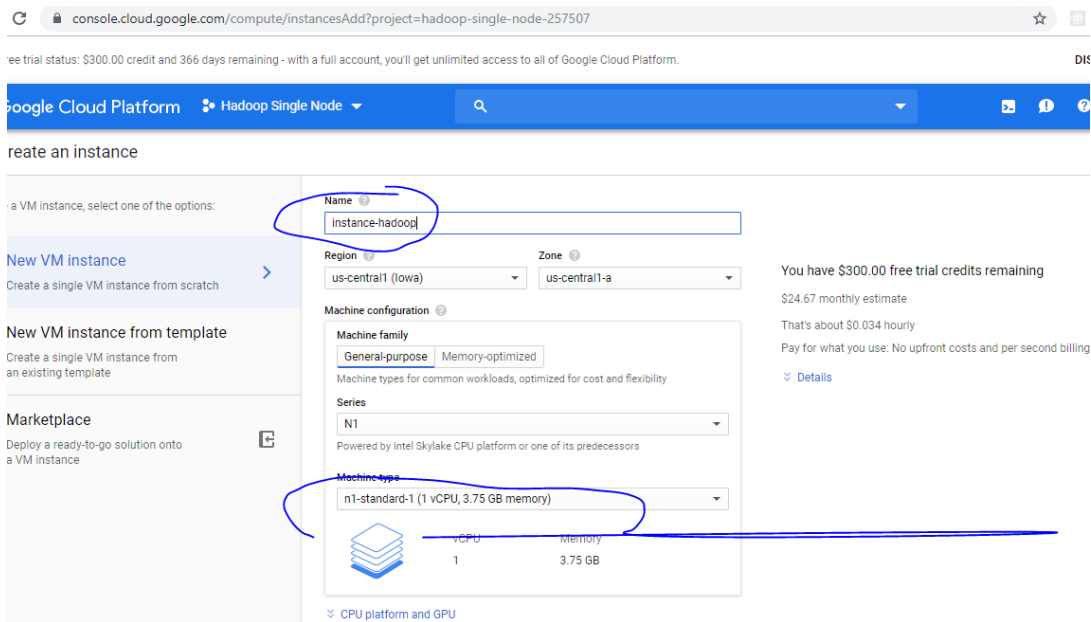 console.cloud.google.com/compute/instancesAdd?project=hadoop-single-node-257507
ree trial status: $300.00 credit and 366 days remaining - with a full account, you'll get unlimited access to all of Google Cloud Platform.
DIS
Google Cloud Platform
Hadoop Single Node
reate an instance
a VM instance, select one of the options:
New VM instance
Create a single VM instance from scratch
New VM instance from template
Create a single VM instance from
an existing template
Marketplace
Deploy a ready-to-go solution onto
a VM instance
Name
instance-hadoop
Region
Zone
us-central1 (Iowa)
us-central1-a
Machine configuration
Machine family
General-purpose
Memory-optimized
Machine types for common workloads, optimized for cost and flexibility
Series
N1
Powered by Intel Skylake CPU platform or one of its predecessors
Machine type
n1-standard-1 (1 vCPU, 3.75 GB memory)
vCPU
Memory
1
3.75 GB
CPU platform and GPU
You have $300.00 free trial credits remaining
$24.67 monthly estimate
That's about $0.034 hourly
Pay for what you use: No upfront costs and per second billing
Details